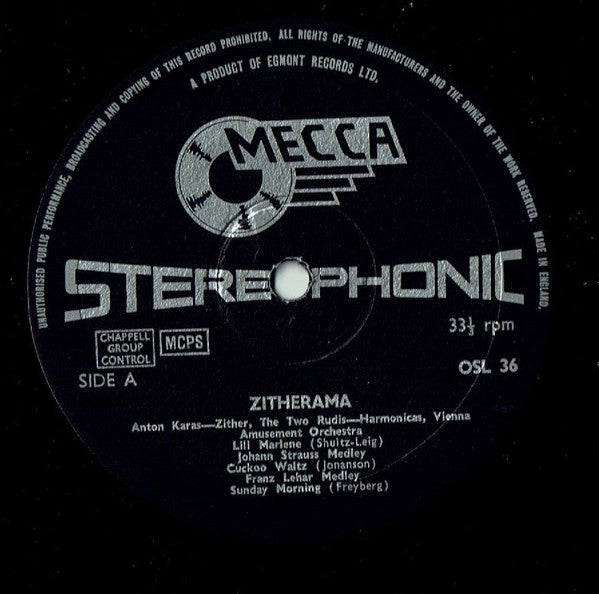 UNAUTHORISED PUBLIC PERFORMANCE, BROADCASTING AND COPYING OF THIS RECORD PROHIBITED. ALL RIGHTS OF THE MANUFACTURERS AND THE OWNER OF THE WORK RESERVED. MADE IN ENGLAND.
A PRODUCT OF EGMONT RECORDS LTD.
MECCA
STEREOPHONIC
33⅓ rpm
CHAPPELL
GROUP
CONTROL
MCPS
SIDE A
OSL 36
ZITHERAMA
Anton Karas—Zither, The Two Rudis—Harmonicas, Vienna
Amusement Orchestra
Lili Marlene (Shultz-Leig)
Johann Strauss Medley
Cuckoo Waltz (Jonanson)
Franz Lehar Medley
Sunday Morning (Freyberg)